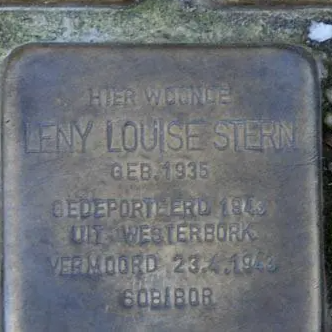 HIER WOONDE
LENY LOUISE STERN
GEB. 1935
GEDEPORTEERD 1943
UIT WESTERBORK
VERMOORD 23.4.1943
SOBIBOR